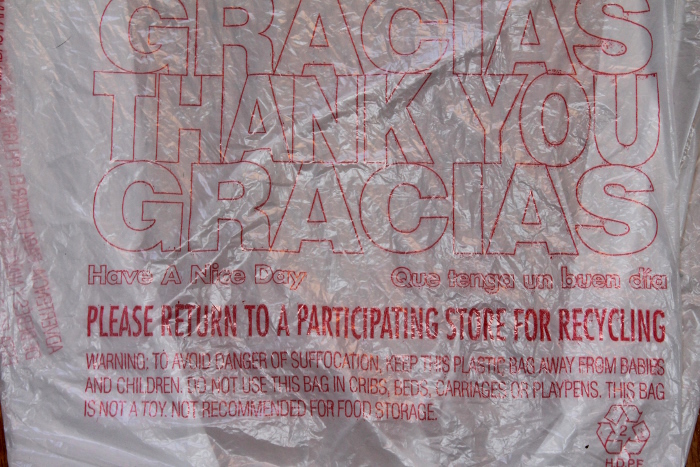 GRACIAS
THANK YOU
GRACIAS
Have A Nice Day Que tenga un buen día
PLEASE RETURN TO A PARTICIPATING STORE FOR RECYCLING
WARNING: TO AVOID DANGER OF SUFFOCATION, KEEP THIS PLASTIC BAG AWAY FROM BABIES
AND CHILDREN. DO NOT USE THIS BAG IN CRIBS, BEDS, CARRIAGES OR PLAYPENS. THIS BAG
IS NOT A TOY. NOT RECOMMENDED FOR FOOD STORAGE.
2
HDPE